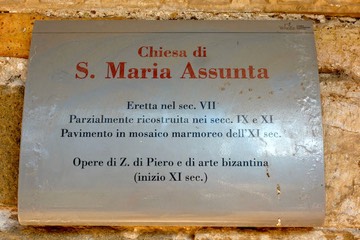 Chiesa di
S. Maria Assunta
Eretta nel sec. VII
Parzialmente ricostruita nei secc. IX e XI
Pavimento in mosaico marmoreo dell'XI sec.
Opere di Z. di Piero e di arte bizantina
(inizio XI sec.)